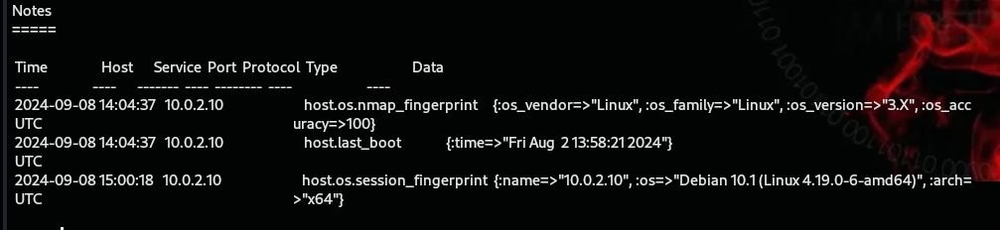 Notes
=====
Time Host Service Port Protocol Type Data
---- ---- ------- ---- -------- ---- ----
2024-09-08 14:04:37 10.0.2.10 host.os.nmap_fingerprint {:os_vendor=>"Linux", :os_family=>"Linux", :os_version=>"3.X", :os_acc
UTC uracy=>100}
2024-09-08 14:04:37 10.0.2.10 host.last_boot {:time=>"Fri Aug 2 13:58:21 2024"}
UTC
2024-09-08 15:00:18 10.0.2.10 host.os.session_fingerprint {:name=>"10.0.2.10", :os=>"Debian 10.1 (Linux 4.19.0-6-amd64)", :arch=
UTC >"x64"}